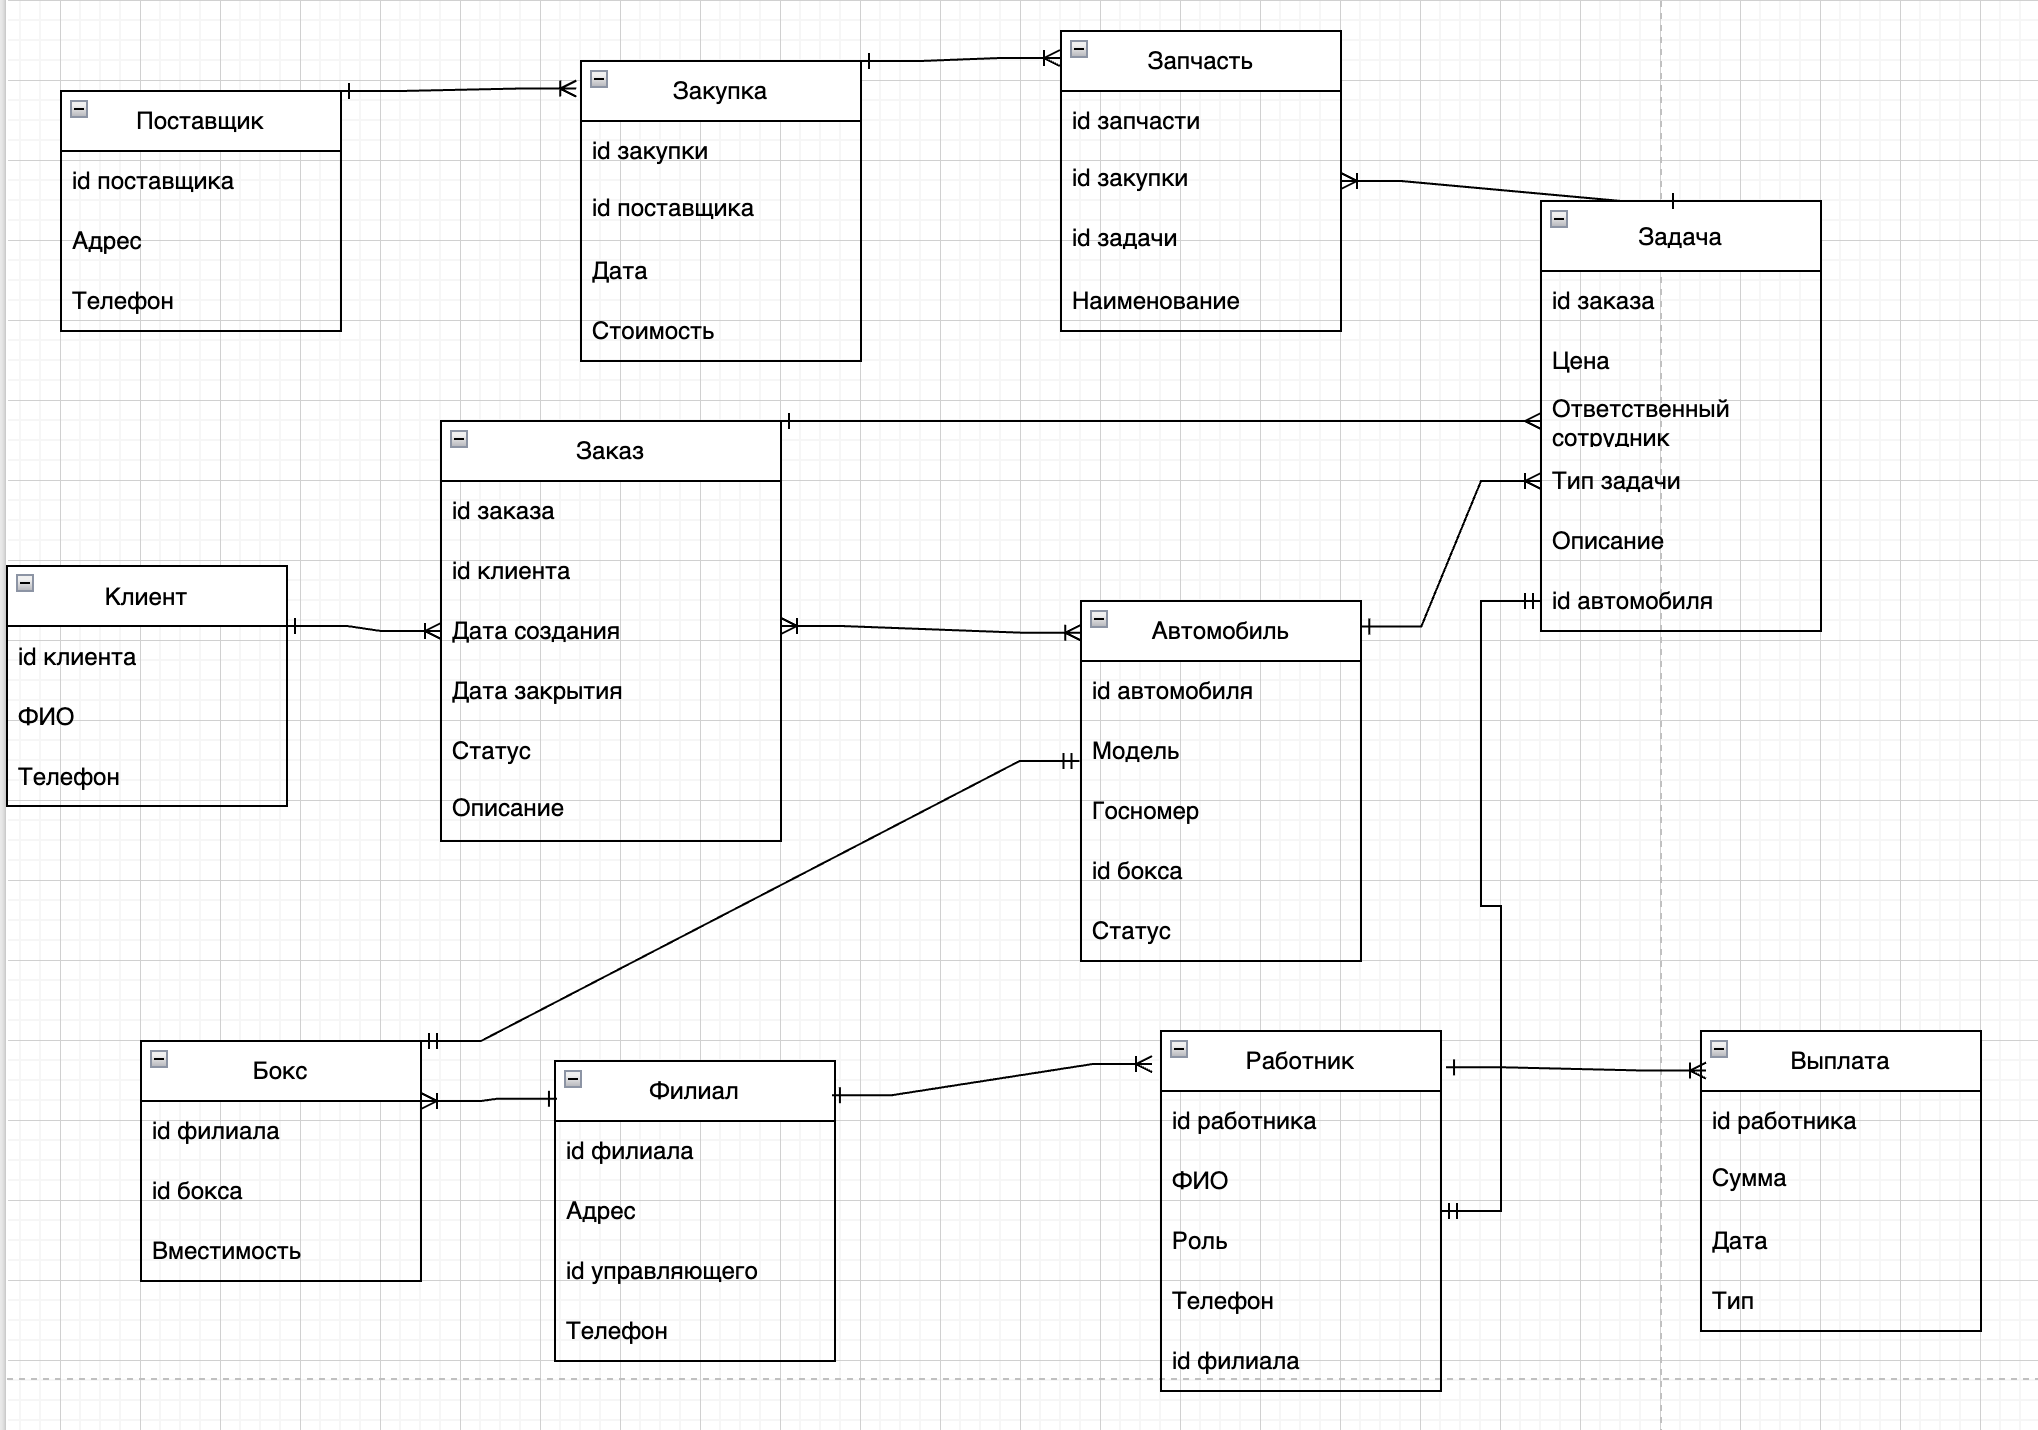 Поставщик
id поставщика
Адрес
Телефон
Закупка
id закупки
id поставщика
Дата
Стоимость
Запчасть
id запчасти
id закупки
id задачи
Наименование
Задача
id заказа
Цена
Ответственный
сотрудник
Тип задачи
Описание
id автомобиля
Клиент
id клиента
ФИО
Телефон
Заказ
id заказа
id клиента
Дата создания
Дата закрытия
Статус
Описание
Автомобиль
id автомобиля
Модель
Госномер
id бокса
Статус
Бокс
id филиала
id бокса
Вместимость
Филиал
id филиала
Адрес
id управляющего
Телефон
Работник
id работника
ФИО
Роль
Телефон
id филиала
Выплата
id работника
Сумма
Дата
Тип